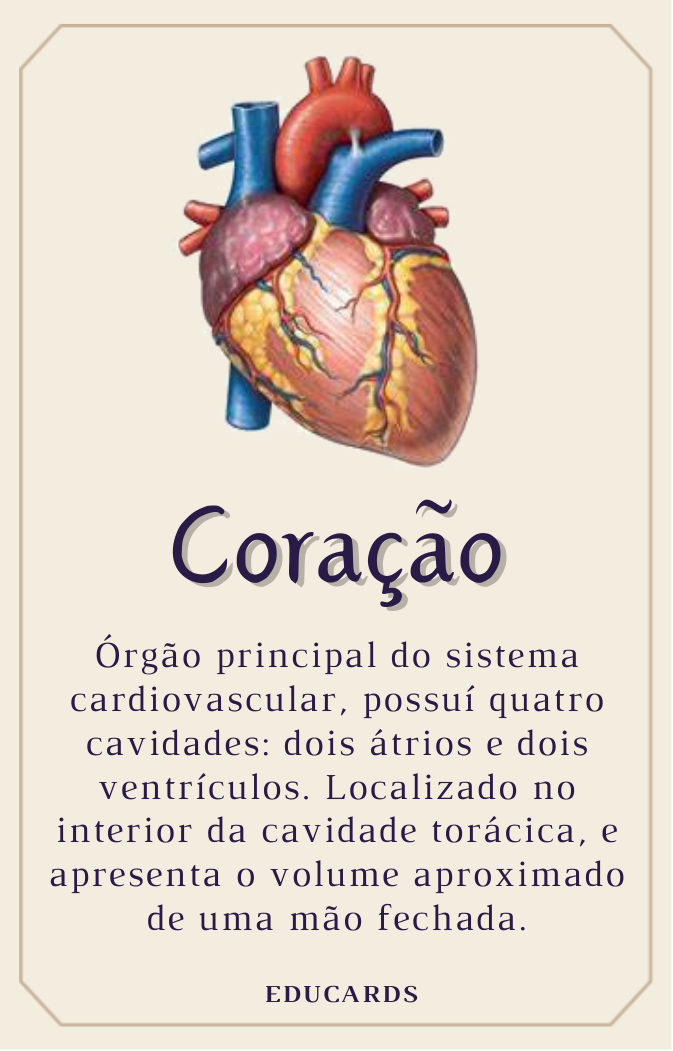 Coração
Órgão principal do sistema
cardiovascular, possuí quatro
cavidades: dois átrios e dois
ventrículos. Localizado no
interior da cavidade torácica, e
apresenta o volume aproximado
de uma mão fechada.
EDUCARDS